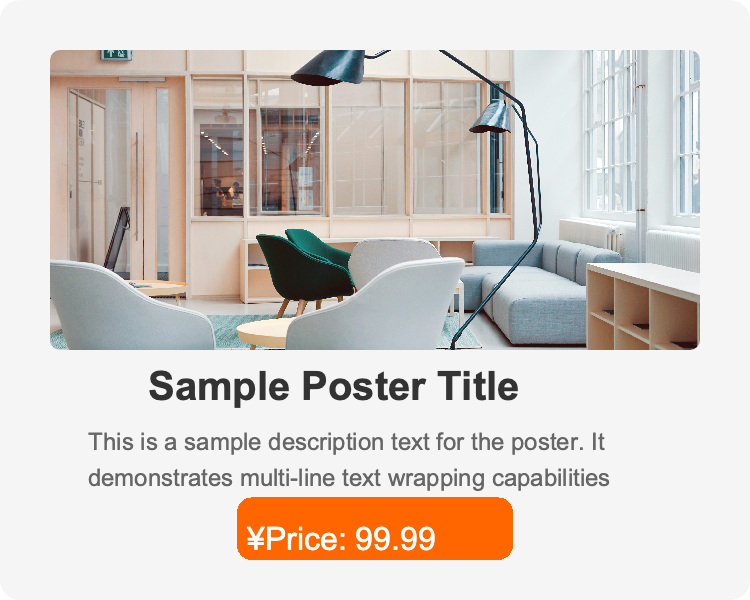 Sample Poster Title
This is a sample description text for the poster. It
demonstrates multi-line text wrapping capabilities
¥Price: 99.99